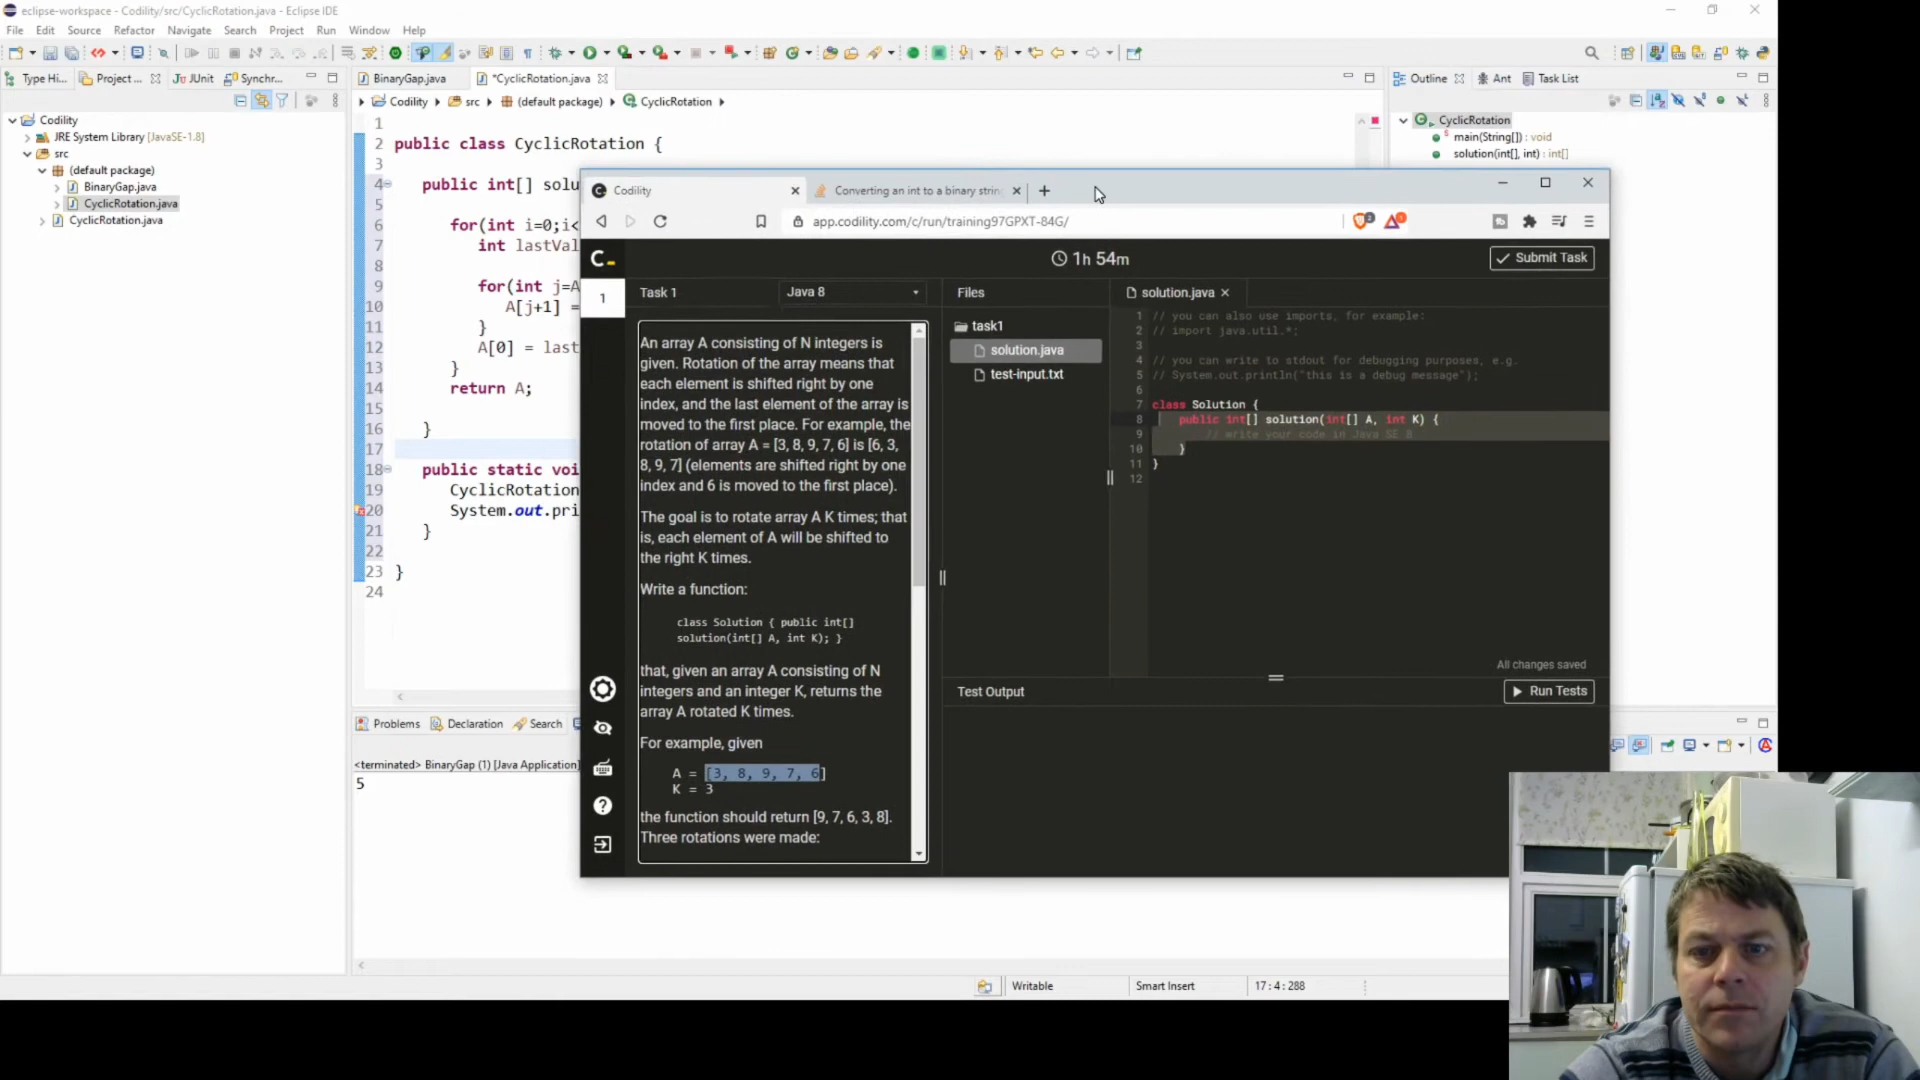 eclipse-workspace - Codility/src/CyclicRotation.java - Eclipse IDE
File Edit Source Refactor Navigate Search Project Run Window Help
Type Hi... Project ... JUnit Synchr...
Codility
JRE System Library [JavaSE-1.8]
src
(default package)
BinaryGap.java
CyclicRotation.java
CyclicRotation.java
BinaryGap.java *CyclicRotation.java
Codility src (default package) CyclicRotation
1
2 public class CyclicRotation {
3
4 public int[] solu
5
6 for(int i=0;i<
7 int lastVal
8
9 for(int j=A
10 A[j+1] =
11 }
12 A[0] = last
13 }
14 return A;
15
16 }
17
18 public static voi
19 CyclicRotation
20 System.out.pri
21 }
22
23 }
24
Problems Declaration Search
<terminated> BinaryGap (1) [Java Application]
5
Writable Smart Insert 17 : 4 : 288
Outline Ant Task List
CyclicRotation
main(String[]) : void
solution(int[], int) : int[]
Codility Converting an int to a binary strin
app.codility.com/c/run/training97GPXT-84G/
C_ 1h 54m Submit Task
1 Task 1 Java 8
An array A consisting of N integers is
given. Rotation of the array means that
each element is shifted right by one
index, and the last element of the array is
moved to the first place. For example, the
rotation of array A = [3, 8, 9, 7, 6] is [6, 3,
8, 9, 7] (elements are shifted right by one
index and 6 is moved to the first place).
The goal is to rotate array A K times; that
is, each element of A will be shifted to
the right K times.
Write a function:
class Solution { public int[]
solution(int[] A, int K); }
that, given an array A consisting of N
integers and an integer K, returns the
array A rotated K times.
For example, given
A = [3, 8, 9, 7, 6]
K = 3
the function should return [9, 7, 6, 3, 8].
Three rotations were made:
Files
task1
solution.java
test-input.txt
solution.java
1 // you can also use imports, for example:
2 // import java.util.*;
3
4 // you can write to stdout for debugging purposes, e.g.
5 // System.out.println("this is a debug message");
6
7 class Solution {
8 public int[] solution(int[] A, int K) {
9 // write your code in Java SE 8
10 }
11 }
12
All changes saved
Test Output Run Tests